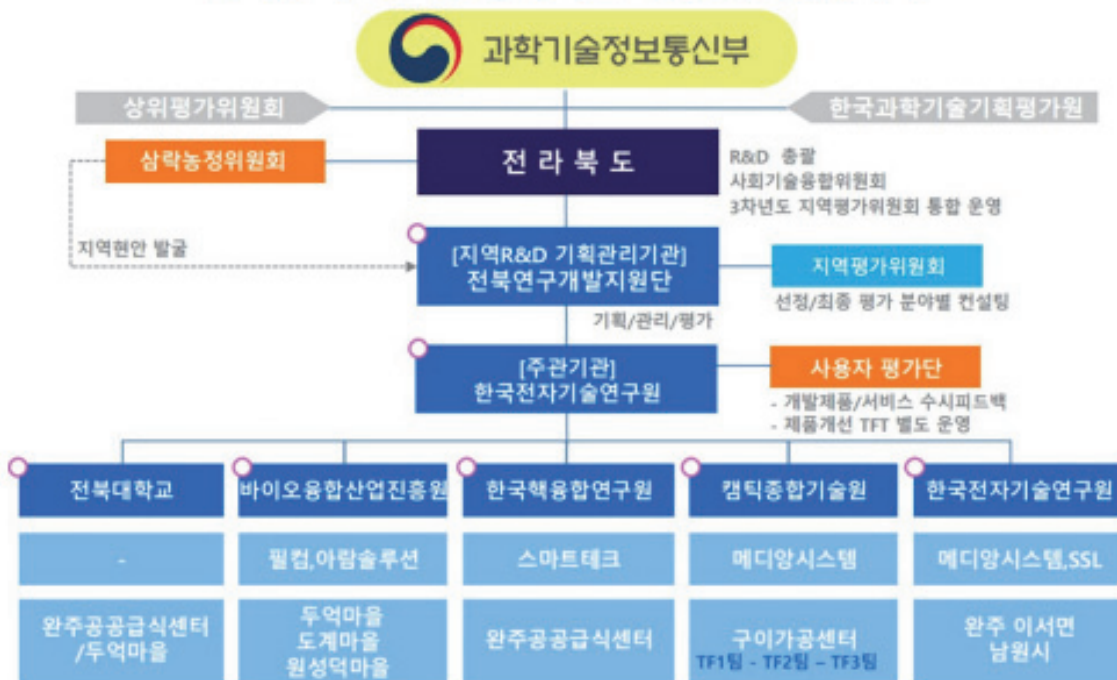 과학기술정보통신부
상위평가위원회
한국과학기술기획평가원
삼락농정위원회
전라북도
R&D 총괄
사회기술융합위원회
3차년도 지역평가위원회 통합 운영
지역현안 발굴
[지역R&D 기획관리기관]
전북연구개발지원단
지역평가위원회
선정/최종 평가 분야별 컨설팅
기획/관리/평가
[주관기관]
한국전자기술연구원
사용자 평가단
- 개발제품/서비스 수시피드백
- 제품개선 TFT 별도 운영
전북대학교
바이오융합산업진흥원
한국핵융합연구원
캠틱종합기술원
한국전자기술연구원
-
필컴,아람솔루션
스마트테크
메디앙시스템
메디앙시스템,SSL
완주공공급식센터
/두억마을
두억마을
도계마을
원성덕마을
완주공공급식센터
구이가공센터
TF1팀 - TF2팀 – TF3팀
완주 이서면
남원시